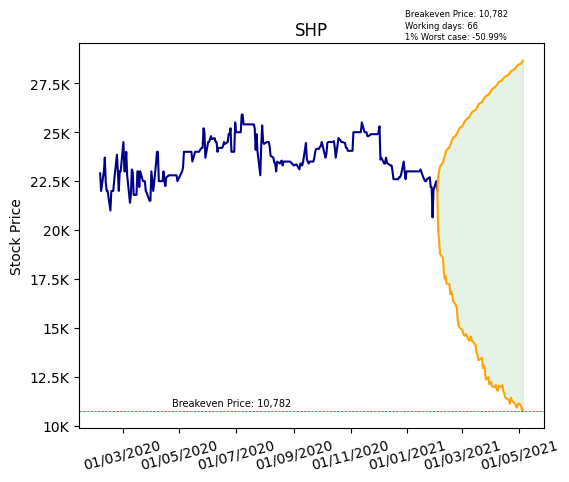 Breakeven Price: 10,782
Working days: 66
1% Worst case: -50.99%
SHP
Stock Price
27.5K
25K
22.5K
20K
17.5K
15K
12.5K
10K
Breakeven Price: 10,782
01/03/2020
01/05/2020
01/07/2020
01/09/2020
01/11/2020
01/01/2021
01/03/2021
01/05/2021